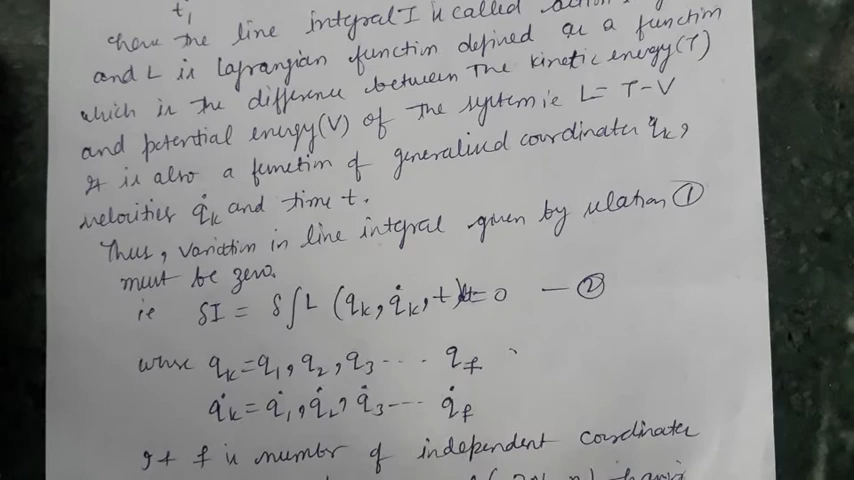 t₁
where the line integral I is called
and L is Lagrangian function defined as a function
which is the difference between the kinetic energy (T)
and potential energy (V) of the system ie L = T-V
It is also a function of generalised coordinates qₖ,
velocities q̇ₖ and time t.
Thus, variation in line integral given by relation ①
must be zero.
ie δI = δ∫L (qₖ, q̇ₖ, t) dt = 0 — ②
where qₖ = q₁, q₂, q₃ ... q_f
q̇ₖ = q̇₁, q̇₂, q̇₃ ... q̇_f
If f is number of independent coordinates